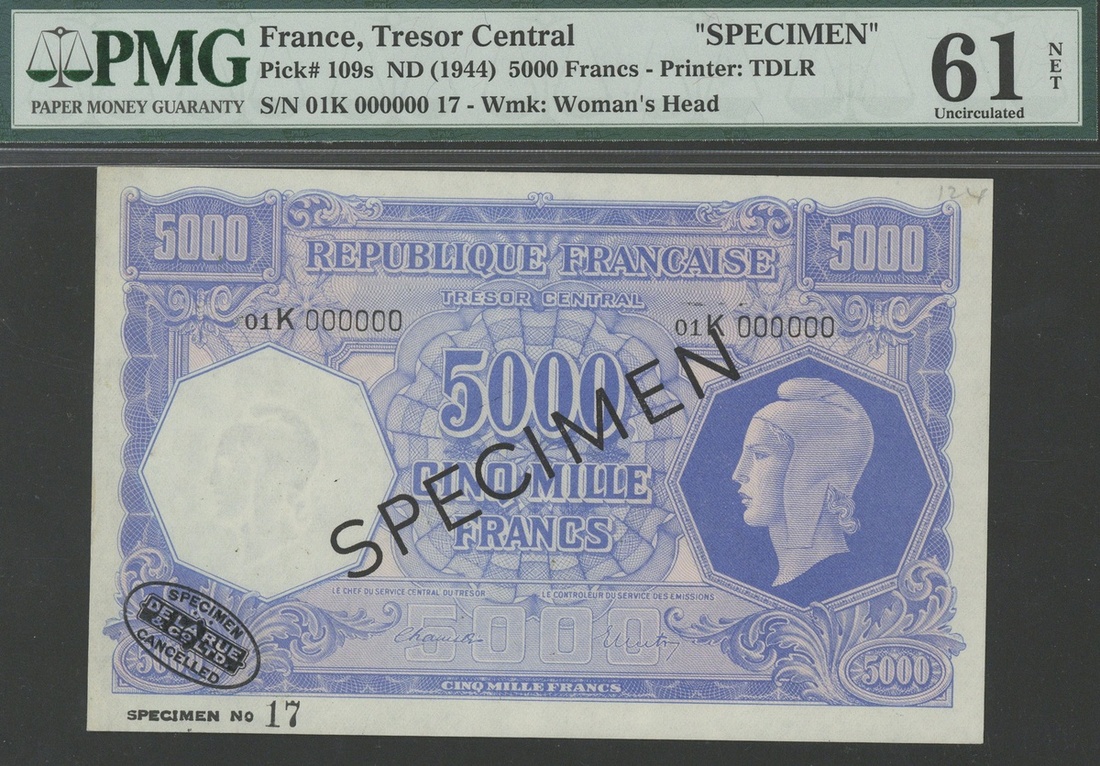 PMG
PAPER MONEY GUARANTY
France, Tresor Central "SPECIMEN"
Pick# 109s ND (1944) 5000 Francs - Printer: TDLR
S/N 01K 000000 17 - Wmk: Woman's Head
61
NET
Uncirculated
5000 5000
REPUBLIQUE FRANCAISE
TRESOR CENTRAL
01K 000000 01K 000000
5000
CINQ MILLE
FRANCS
SPECIMEN
LE CHEF DU SERVICE CENTRAL DU TRESOR LE CONTROLEUR DU SERVICE DES EMISSIONS
5000
SPECIMEN
DE LA RUE
& CO. LTD.
CANCELLED
5000
CINQ MILLE FRANCS
SPECIMEN NO 17